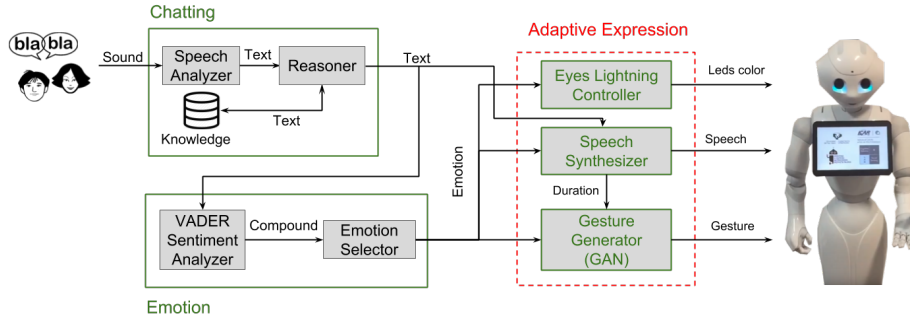 Chatting
bla bla
Sound
Speech
Analyzer
Text
Reasoner
Text
Knowledge
Text
Adaptive Expression
Eyes Lightning
Controller
Leds color
Speech
Synthesizer
Speech
Emotion
Duration
VADER
Sentiment
Analyzer
Compound
Emotion
Selector
Gesture
Generator
(GAN)
Gesture
Emotion